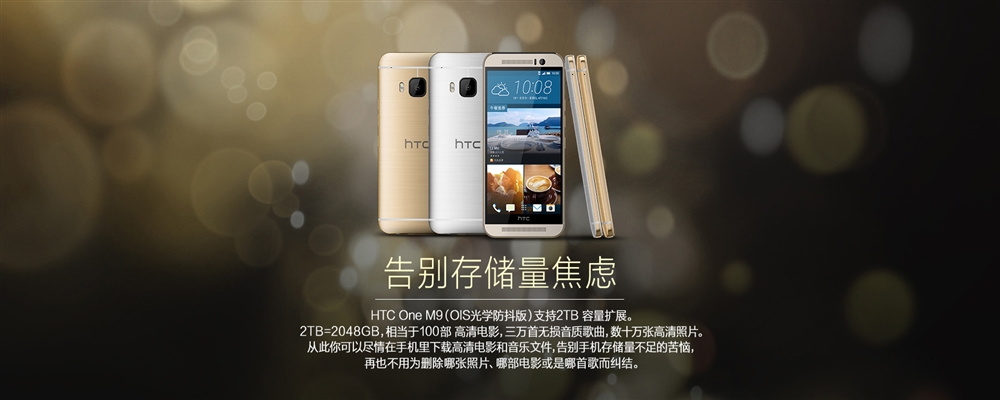 hTC
hTC
10:08
hTC
告别存储量焦虑
HTC One M9（OIS光学防抖版）支持2TB 容量扩展。
2TB=2048GB，相当于100部 高清电影，三万首无损音质歌曲，数十万张高清照片。
从此你可以尽情在手机里下载高清电影和音乐文件，告别手机存储量不足的苦恼，
再也不用为删除哪张照片、哪部电影或是哪首歌而纠结。